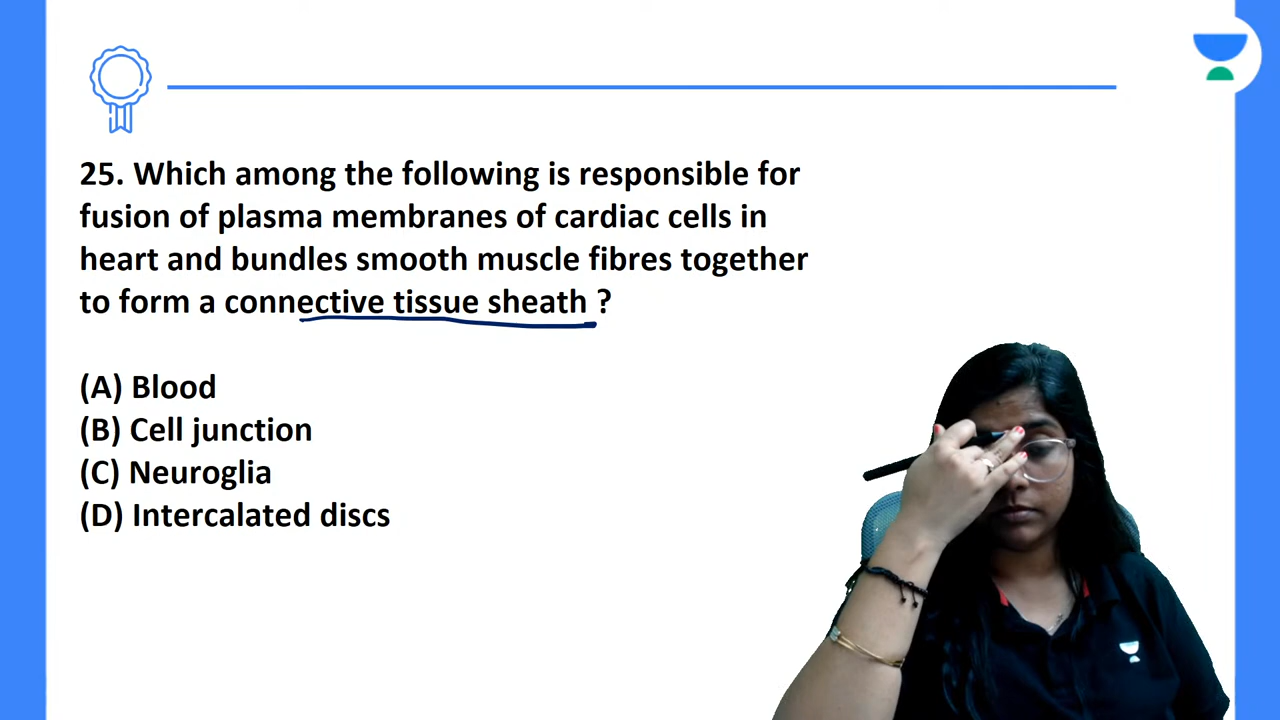 25. Which among the following is responsible for
fusion of plasma membranes of cardiac cells in
heart and bundles smooth muscle fibres together
to form a connective tissue sheath ?
(A) Blood
(B) Cell junction
(C) Neuroglia
(D) Intercalated discs